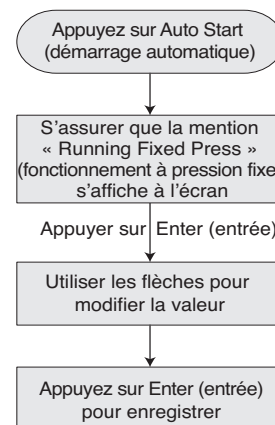 Appuyez sur Auto Start
(démarrage automatique)
S'assurer que la mention
« Running Fixed Press »
(fonctionnement à pression fixe
s'affiche à l'écran
Appuyer sur Enter (entrée)
Utiliser les flèches pour
modifier la valeur
Appuyez sur Enter (entrée)
pour enregistrer